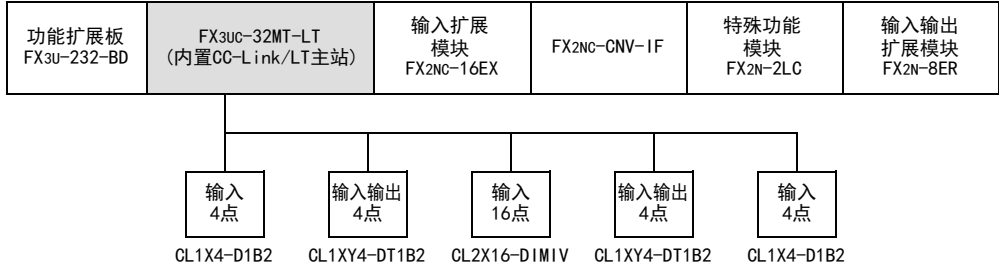 功能扩展板
FX3U-232-BD
FX3UC-32MT-LT
(内置CC-Link/LT主站)
输入扩展
模块
FX2NC-16EX
FX2NC-CNV-IF
特殊功能
模块
FX2N-2LC
输入输出
扩展模块
FX2N-8ER
输入
4点
输入输出
4点
输入
16点
输入输出
4点
输入
4点
CL1X4-D1B2
CL1XY4-DT1B2
CL2X16-DIMIV
CL1XY4-DT1B2
CL1X4-D1B2